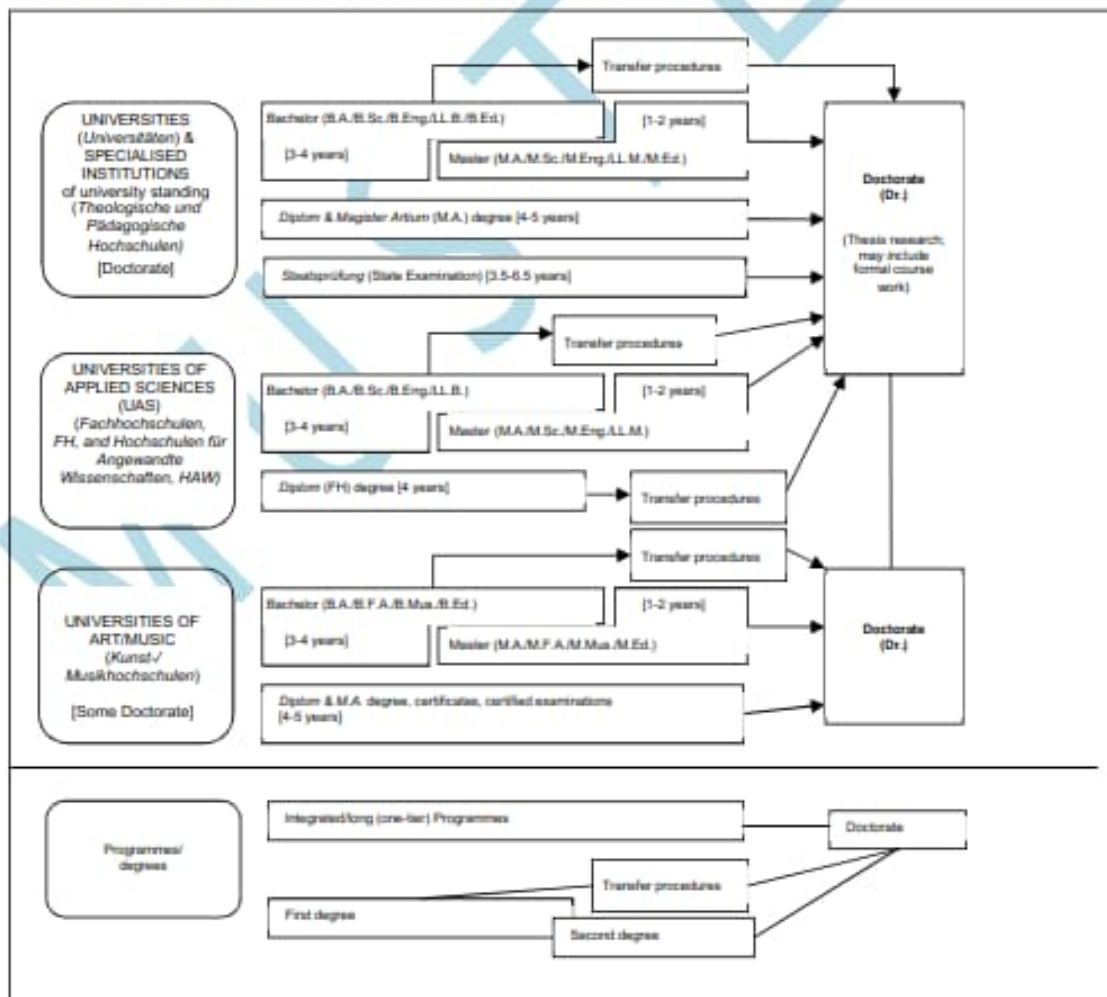 Transfer procedures
UNIVERSITIES
(Universitäten) &
SPECIALISED
INSTITUTIONS
of university standing
(Theologische und
Pädagogische
Hochschulen)
[Doctorate]
Bachelor (B.A./B.Sc./B.Eng./LL.B./B.Ed.)
[3-4 years]
[1-2 years]
Master (M.A./M.Sc./M.Eng./LL.M./M.Ed.)
Diplom & Magister Artium (M.A.) degree [4-5 years]
Staatsprüfung (State Examination) [3.5-6.5 years]
Doctorate
(Dr.)
(Thesis research;
may include
formal course
work)
Transfer procedures
UNIVERSITIES OF
APPLIED SCIENCES
(UAS)
(Fachhochschulen,
FH, and Hochschulen für
Angewandte
Wissenschaften, HAW)
Bachelor (B.A./B.Sc./B.Eng./LL.B.)
[3-4 years]
[1-2 years]
Master (M.A./M.Sc./M.Eng./LL.M.)
Diplom (FH) degree [4 years]
Transfer procedures
Transfer procedures
UNIVERSITIES OF
ART/MUSIC
(Kunst-/
Musikhochschulen)
[Some Doctorate]
Bachelor (B.A./B.F.A./B.Mus./B.Ed.)
[3-4 years]
[1-2 years]
Master (M.A./M.F.A./M.Mus./M.Ed.)
Diplom & M.A. degree, certificates, certified examinations
[4-5 years]
Doctorate
(Dr.)
Programmes/
degrees
Integrated/long (one-tier) Programmes
Doctorate
Transfer procedures
First degree
Second degree